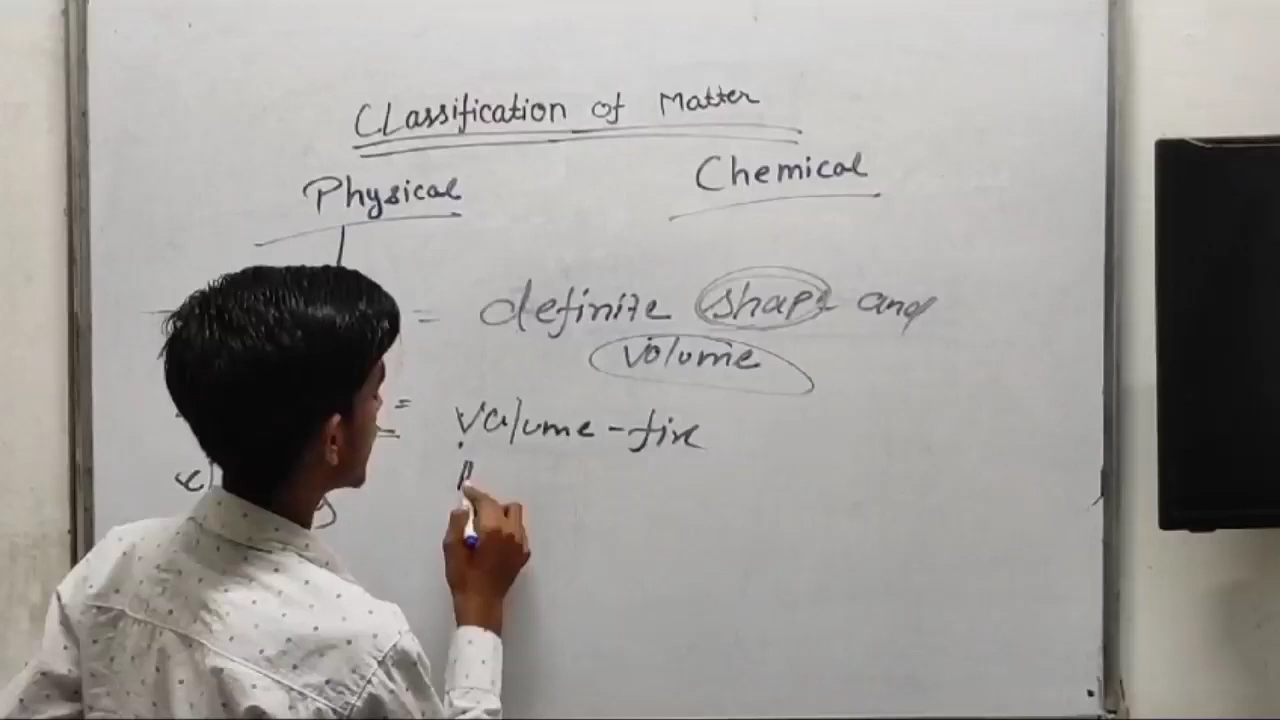 Classification of Matter
Physical
Chemical
= definite shape and
volume
= Volume-fix